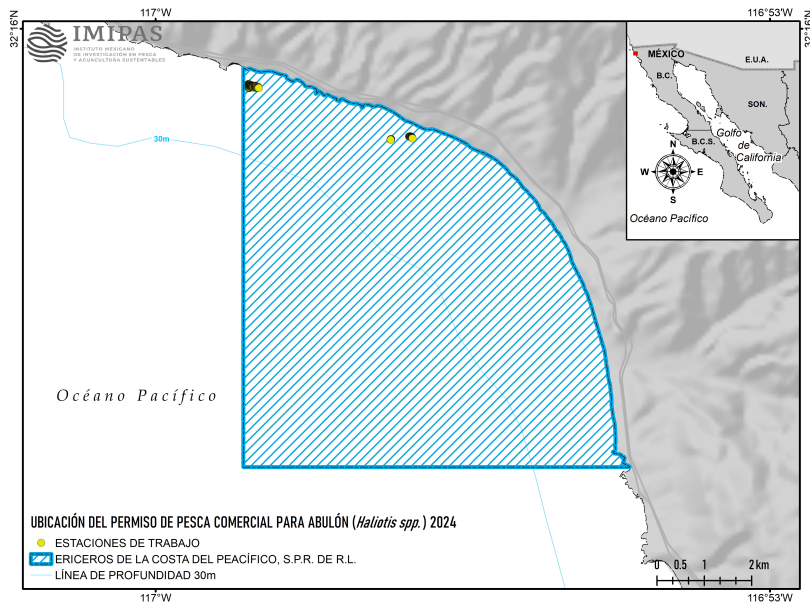 117°W
116°53'W
32°16'N
32°16'N
IMIPAS
INSTITUTO MEXICANO
DE INVESTIGACIÓN EN PESCA
Y ACUACULTURA SUSTENTABLES
MÉXICO
E.U.A.
B.C.
SON.
Golfo
de
California
B.C.S.
N
W
E
S
Océano Pacífico
30m
Océano Pacífico
UBICACIÓN DEL PERMISO DE PESCA COMERCIAL PARA ABULÓN (Haliotis spp.) 2024
ESTACIONES DE TRABAJO
ERICEROS DE LA COSTA DEL PEACÍFICO, S.P.R. DE R.L.
LÍNEA DE PROFUNDIDAD 30m
0 0.5 1 2 km
117°W
116°53'W